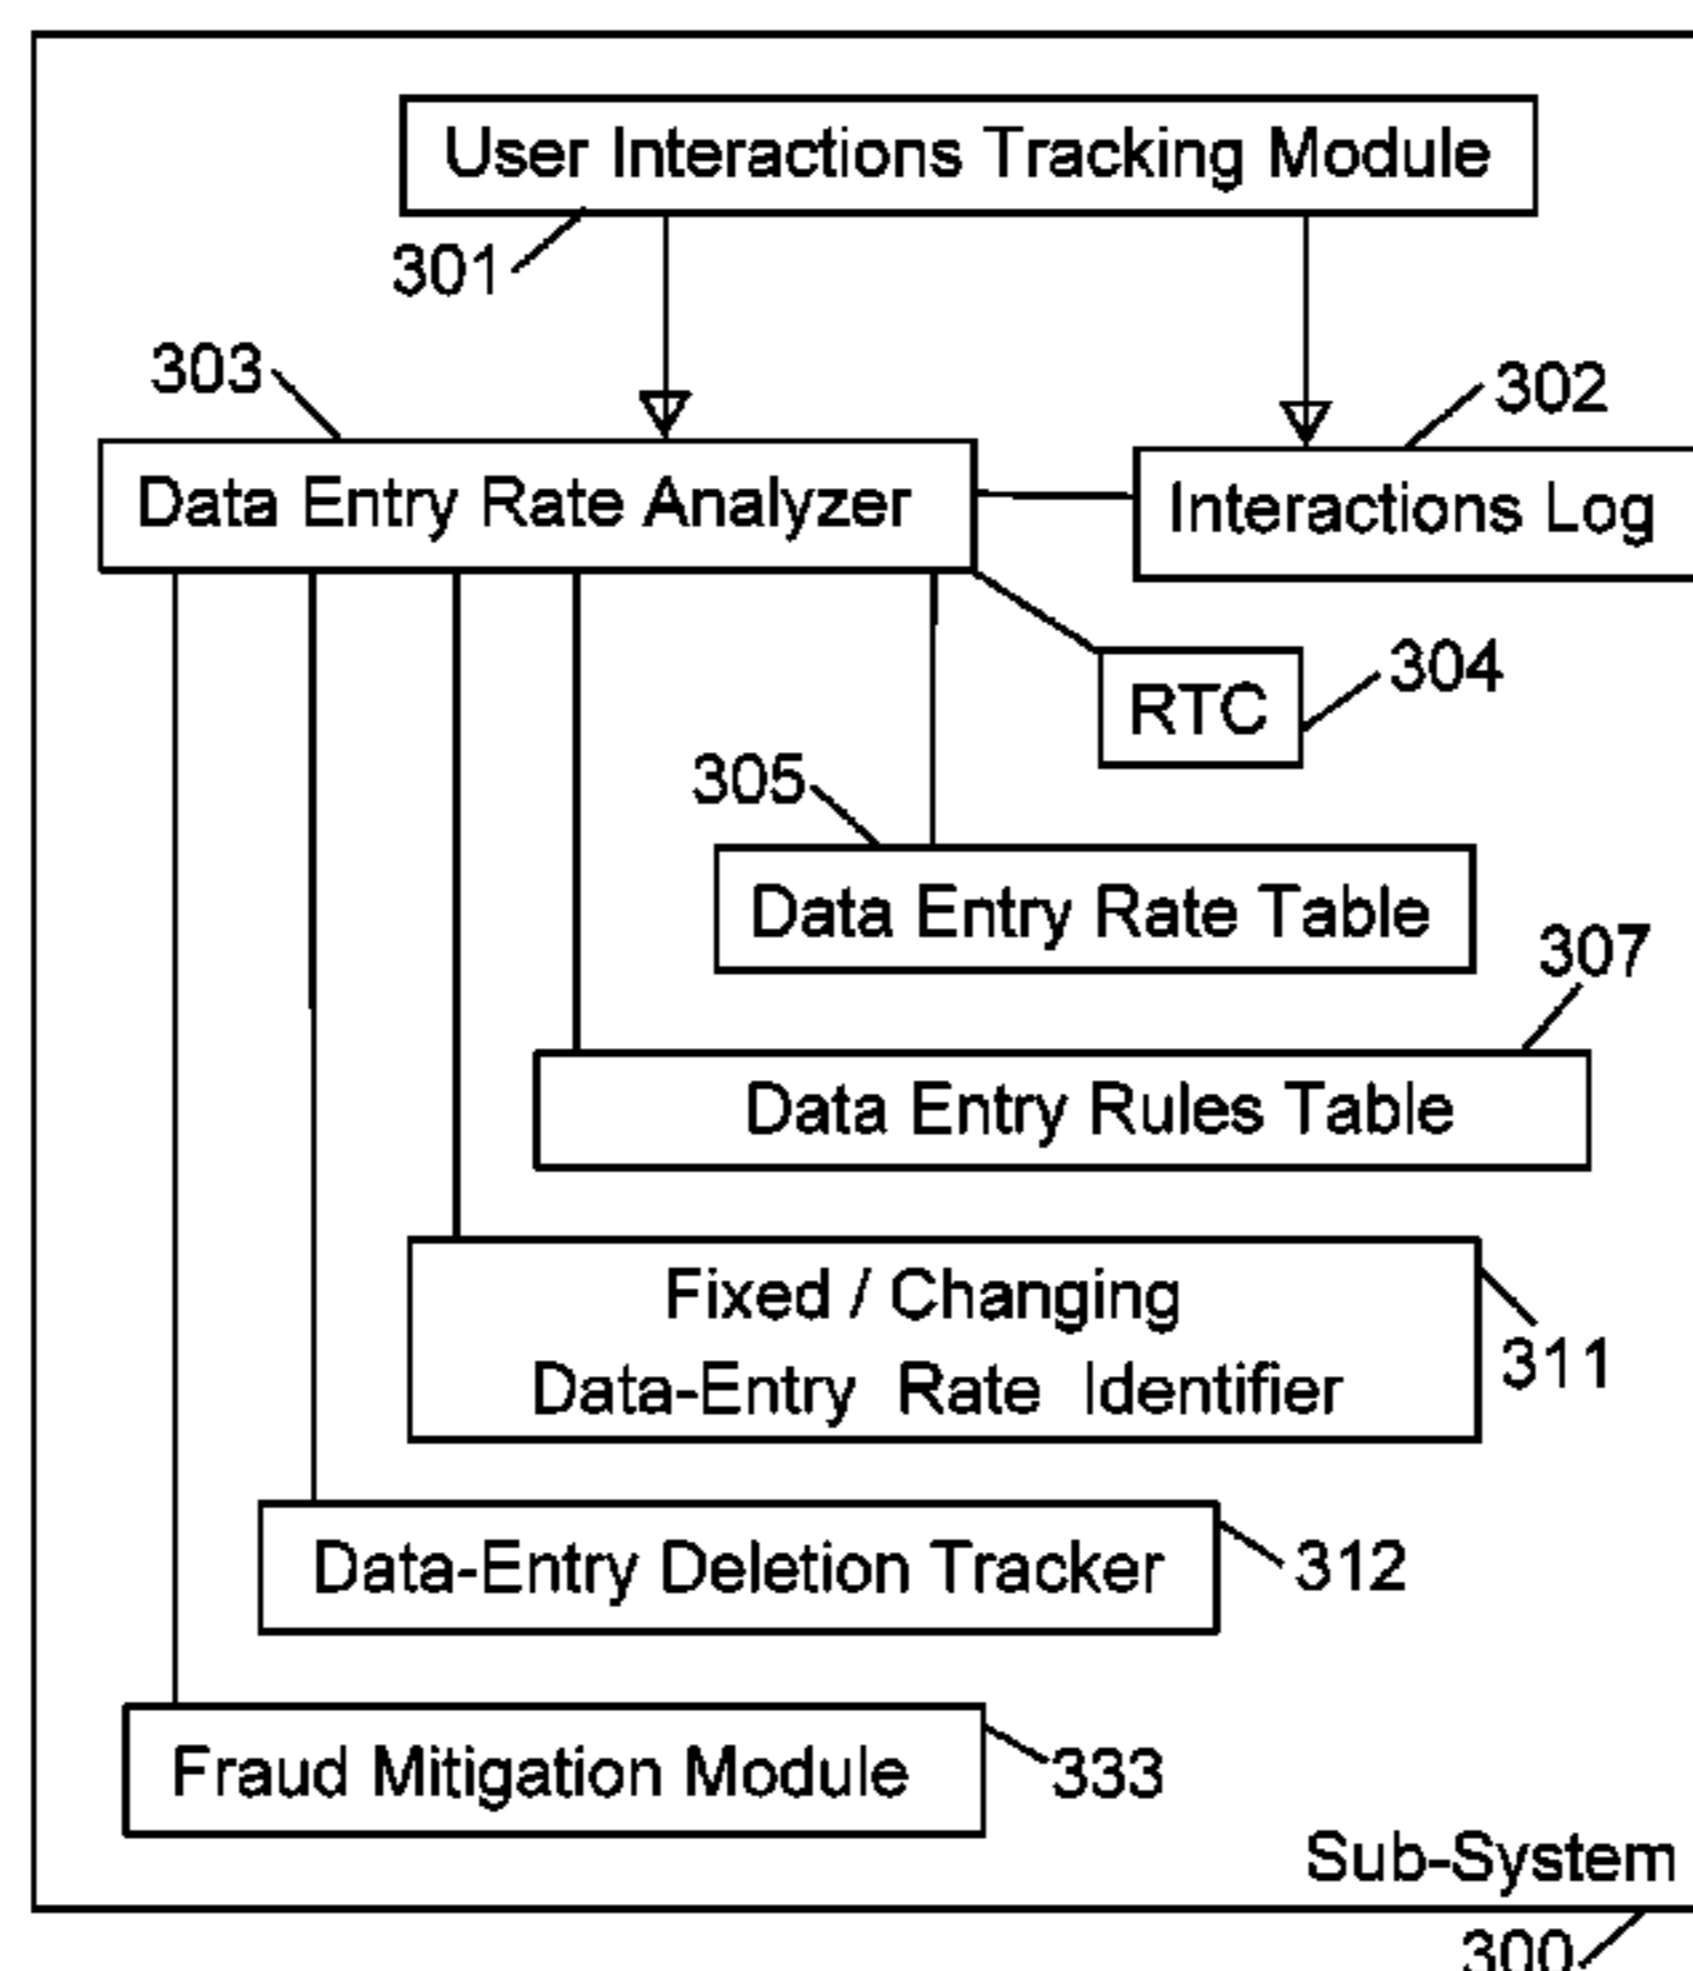 User Interactions Tracking Module
301
303
302
Data Entry Rate Analyzer
Interactions Log
304
RTC
305
Data Entry Rate Table
307
Data Entry Rules Table
Fixed / Changing
Data-Entry Rate Identifier
311
Data-Entry Deletion Tracker
312
Fraud Mitigation Module
333
Sub-System
300